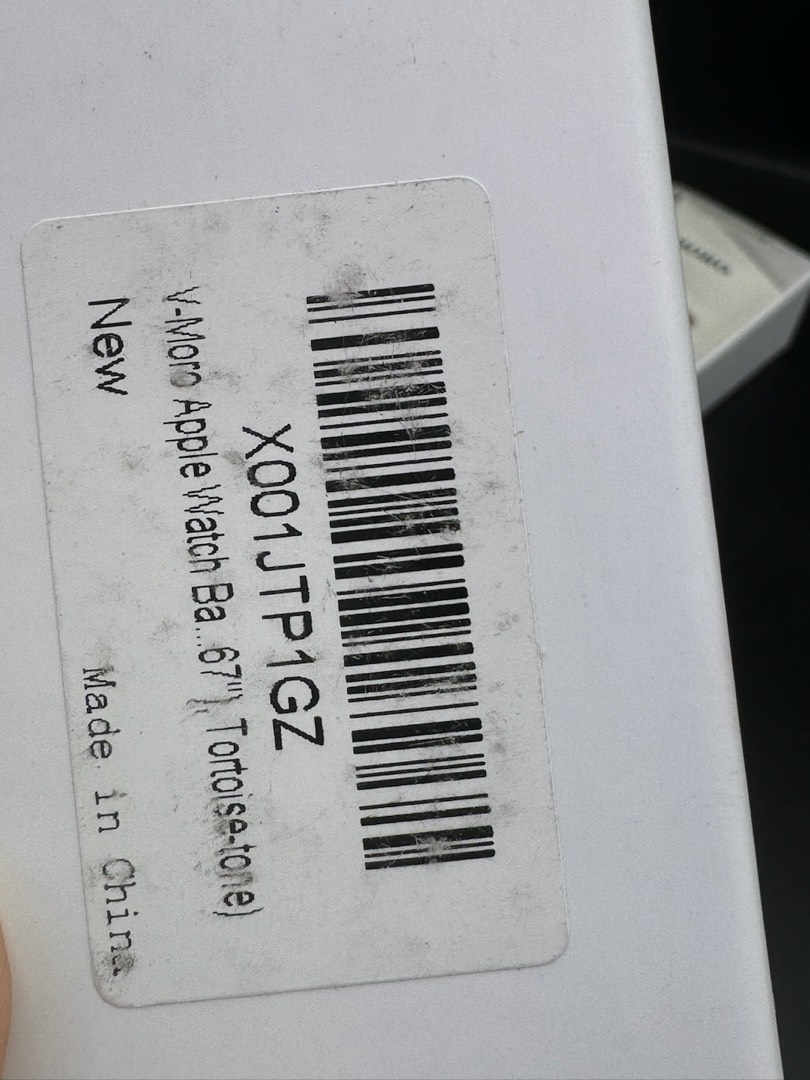 X001JTP1GZ
V-Moro Apple Watch Ba...67"), Tortoise-tone)
New
Made in China